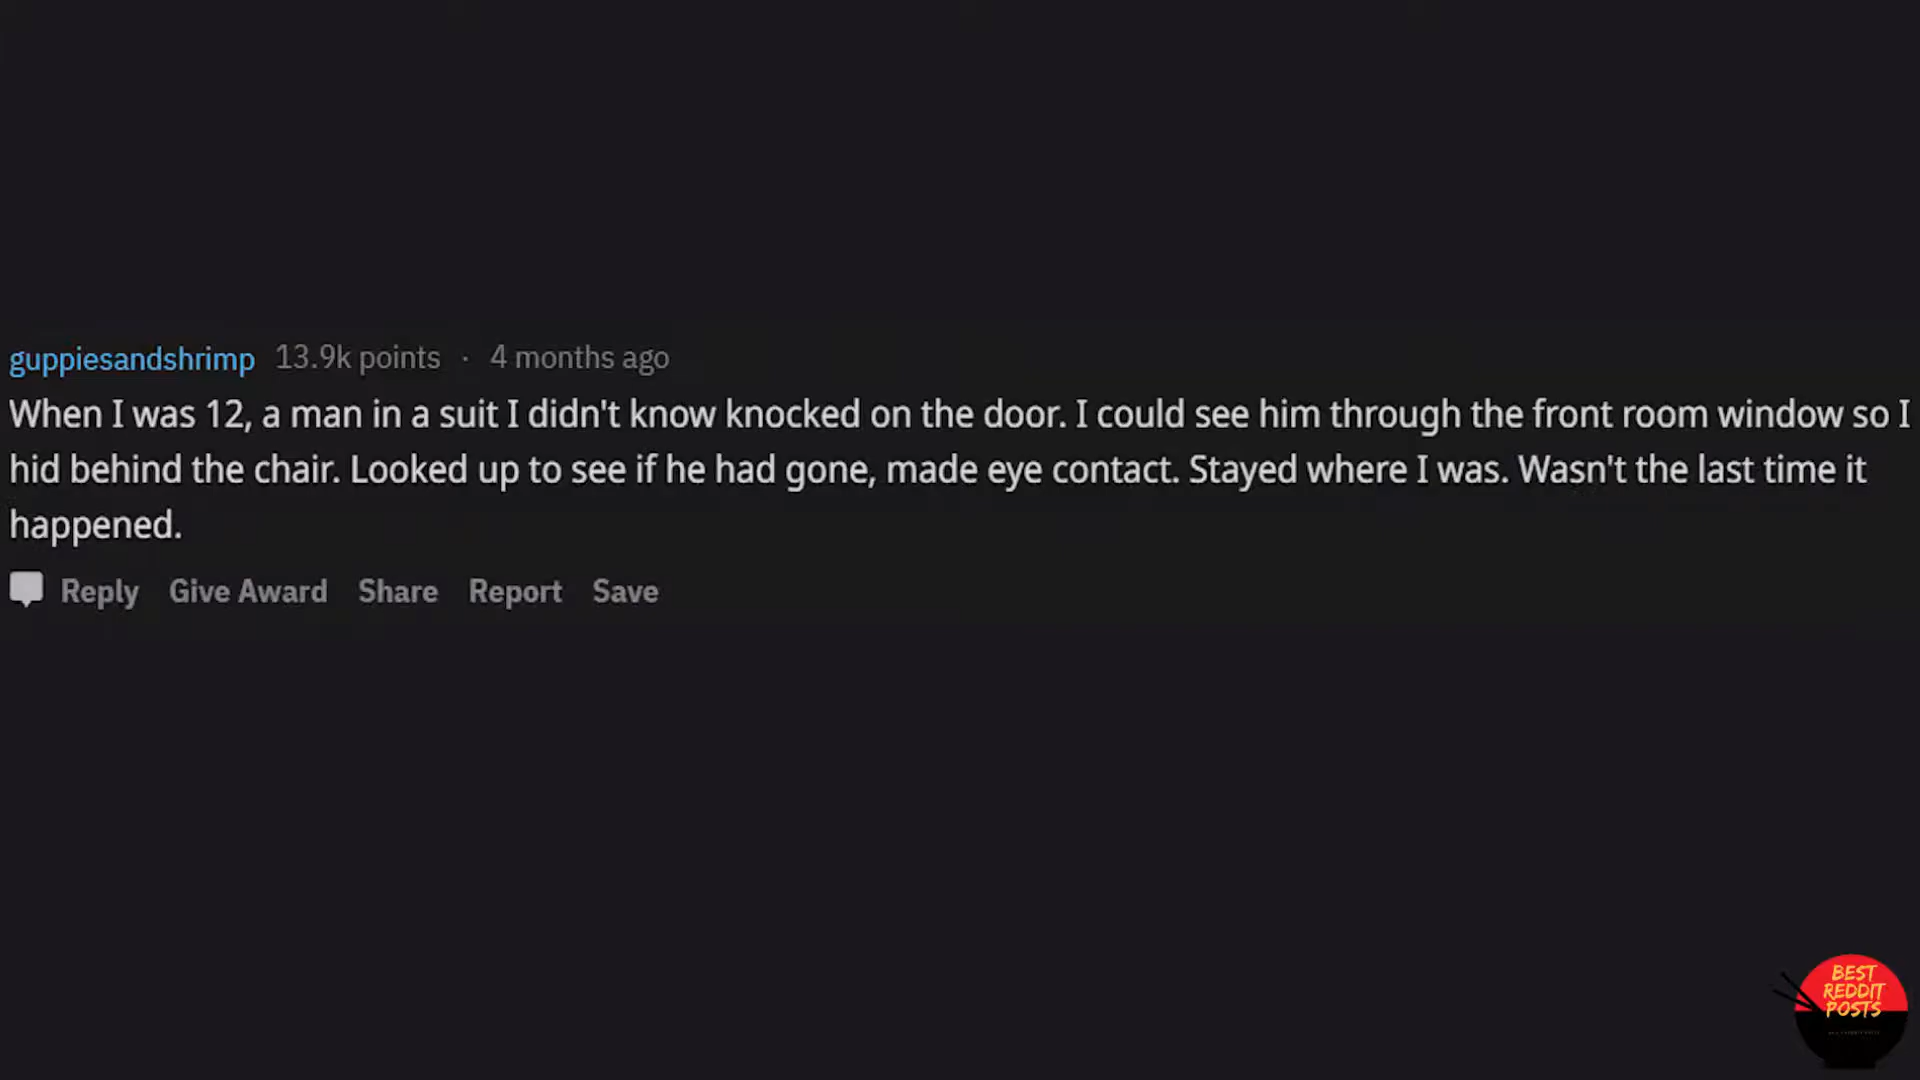 guppiesandshrimp 13.9k points · 4 months ago
When I was 12, a man in a suit I didn't know knocked on the door. I could see him through the front room window so I
hid behind the chair. Looked up to see if he had gone, made eye contact. Stayed where I was. Wasn't the last time it
happened.
Reply Give Award Share Report Save
BEST
REDDIT
POSTS